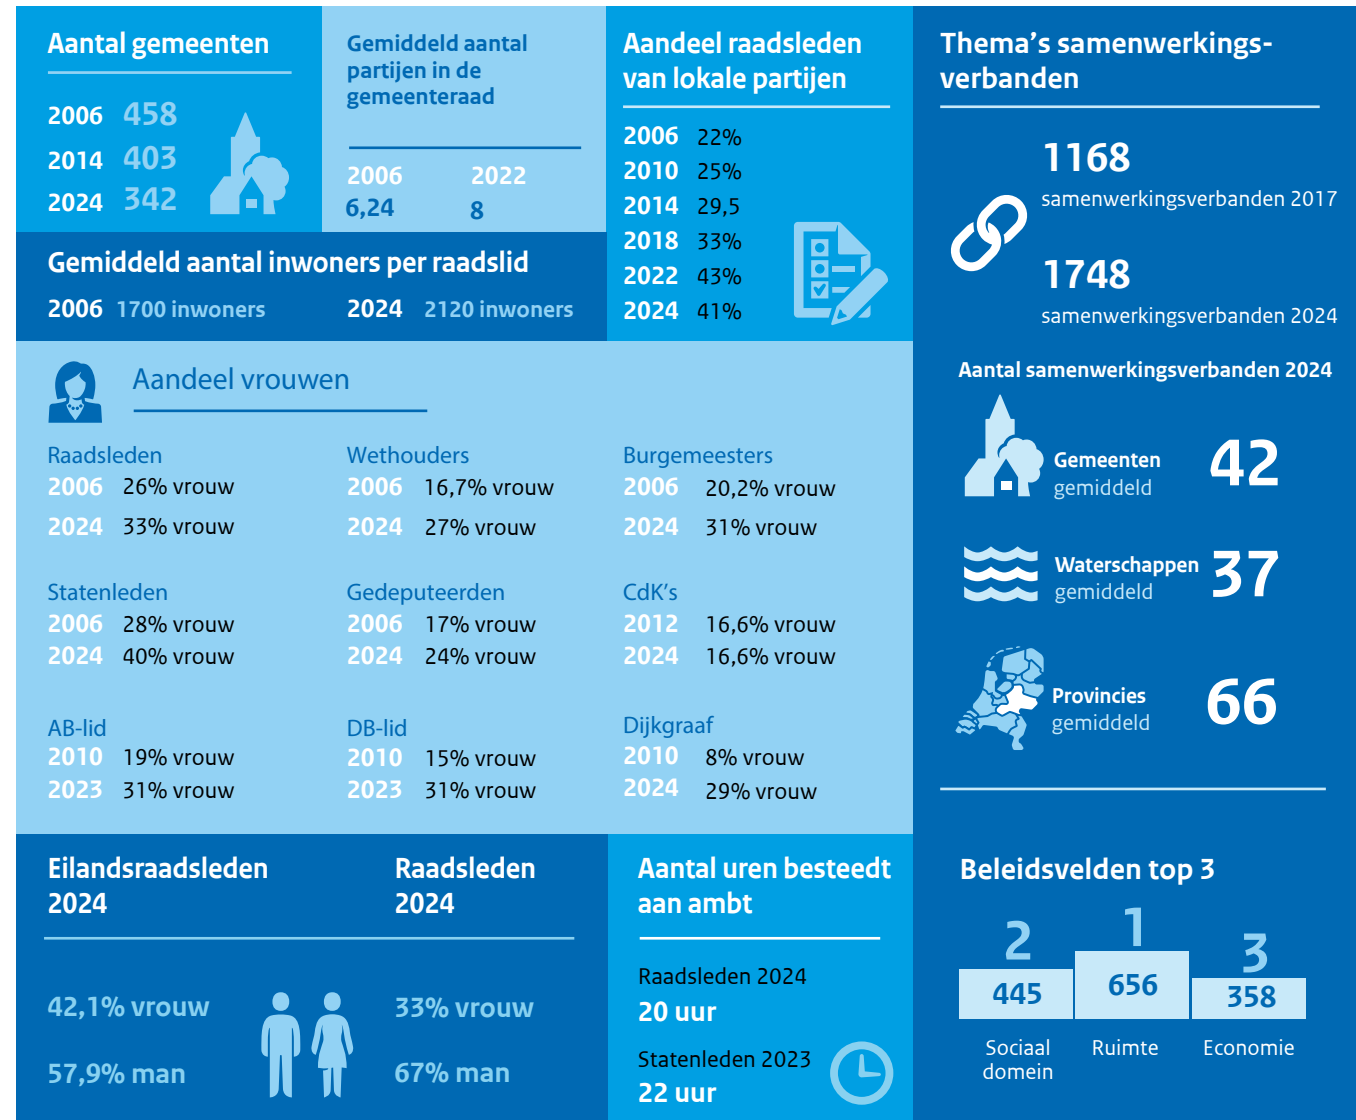 Aantal gemeenten
2006 458
2014 403
2024 342
Gemiddeld aantal
partijen in de
gemeenteraad
2006 2022
6,24 8
Aandeel raadsleden
van lokale partijen
2006 22%
2010 25%
2014 29,5
2018 33%
2022 43%
2024 41%
Gemiddeld aantal inwoners per raadslid
2006 1700 inwoners 2024 2120 inwoners
Thema's samenwerkings-
verbanden
1168
samenwerkingsverbanden 2017
1748
samenwerkingsverbanden 2024
Aantal samenwerkingsverbanden 2024
Gemeenten
gemiddeld
42
Waterschappen
gemiddeld
37
Provincies
gemiddeld
66
Aandeel vrouwen
Raadsleden
2006 26% vrouw
2024 33% vrouw
Wethouders
2006 16,7% vrouw
2024 27% vrouw
Burgemeesters
2006 20,2% vrouw
2024 31% vrouw
Statenleden
2006 28% vrouw
2024 40% vrouw
Gedeputeerden
2006 17% vrouw
2024 24% vrouw
CdK's
2012 16,6% vrouw
2024 16,6% vrouw
AB-lid
2010 19% vrouw
2023 31% vrouw
DB-lid
2010 15% vrouw
2023 31% vrouw
Dijkgraaf
2010 8% vrouw
2024 29% vrouw
Eilandsraadsleden
2024
42,1% vrouw
57,9% man
Raadsleden
2024
33% vrouw
67% man
Aantal uren besteedt
aan ambt
Raadsleden 2024
20 uur
Statenleden 2023
22 uur
Beleidsvelden top 3
2 1 3
445 656 358
Sociaal
domein
Ruimte
Economie